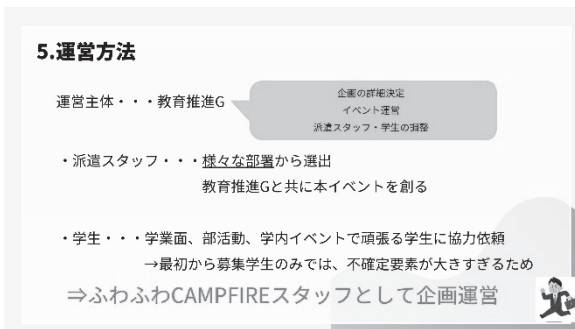 5.運営方法
運営主体・・・教育推進G
企画の詳細決定
イベント運営
派遣スタッフ・学生の調整
・派遣スタッフ・・・様々な部署から選出
教育推進Gと共に本イベントを創る
・学生・・・学業面、部活動、学内イベントで頑張る学生に協力依頼
→最初から募集学生のみでは、不確定要素が大きすぎるため
⇒ふわふわCAMPFIREスタッフとして企画運営